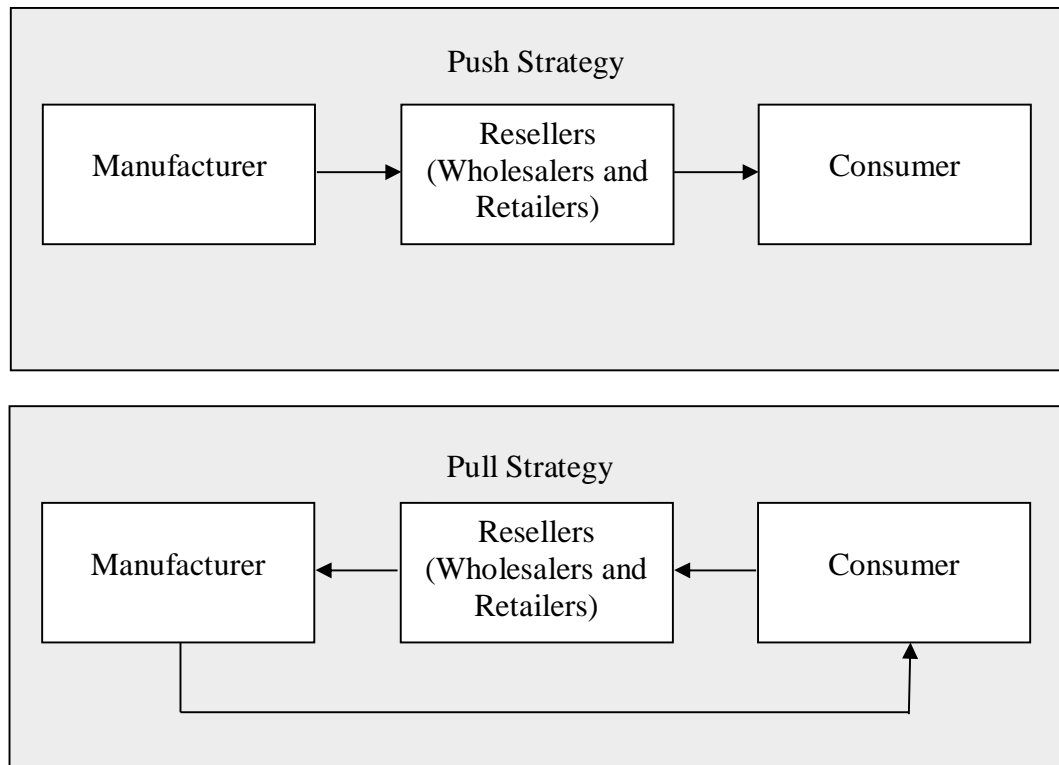 Push Strategy
Manufacturer
Resellers
(Wholesalers and
Retailers)
Consumer
Pull Strategy
Manufacturer
Resellers
(Wholesalers and
Retailers)
Consumer